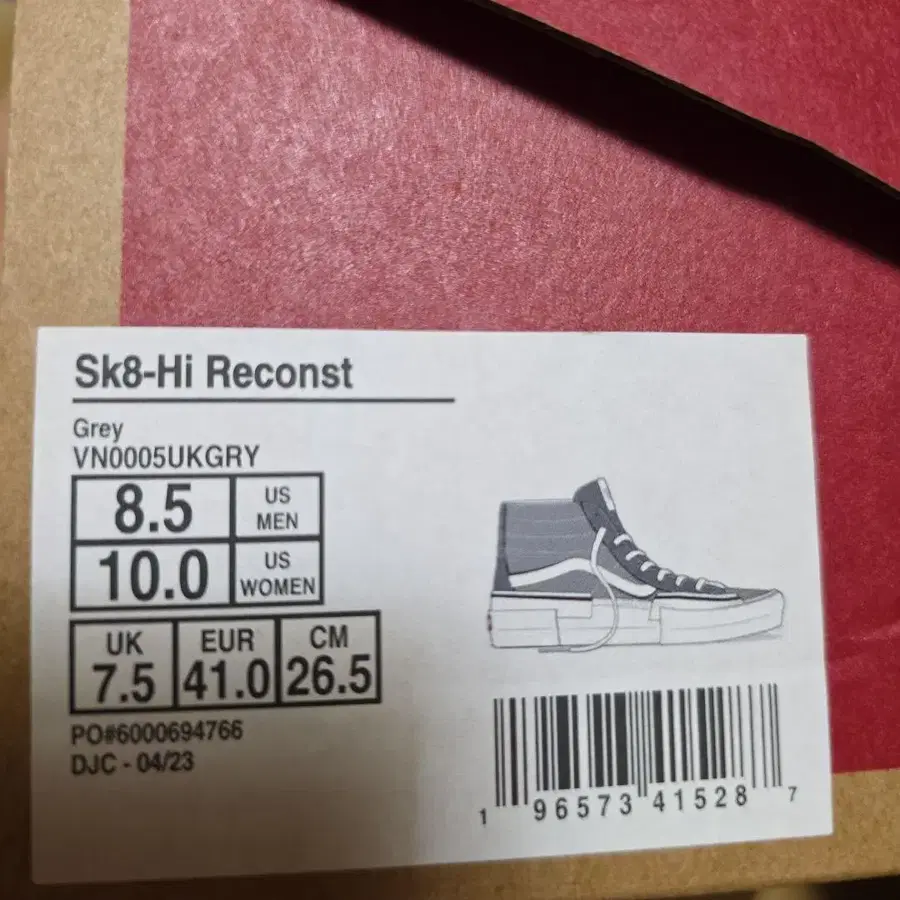 Sk8-Hi Reconst
Grey
VN0005UKGRY
8.5 US MEN
10.0 US WOMEN
UK EUR CM
7.5 41.0 26.5
PO#6000694766
DJC - 04/23
1 96573 41528 7